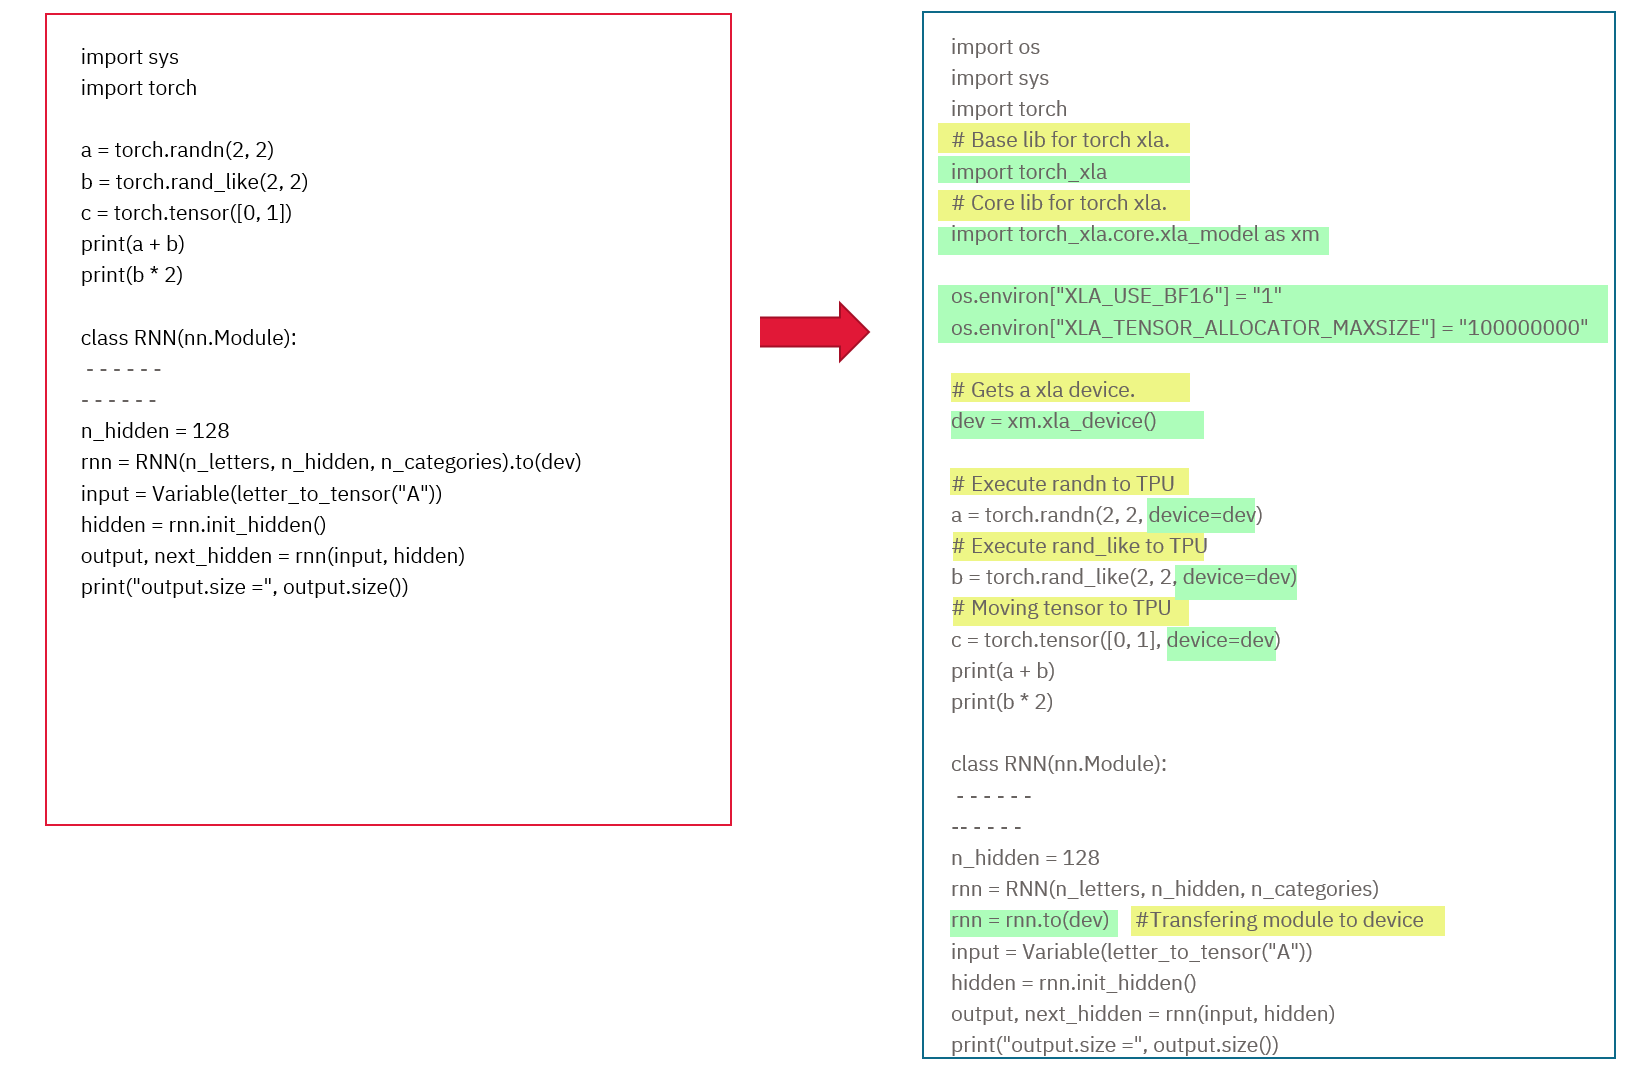 import sys
import torch
a = torch.randn(2, 2)
b = torch.rand_like(2, 2)
c = torch.tensor([0, 1])
print(a + b)
print(b * 2)
class RNN(nn.Module):
- - - - - -
- - - - - -
n_hidden = 128
rnn = RNN(n_letters, n_hidden, n_categories).to(dev)
input = Variable(letter_to_tensor("A"))
hidden = rnn.init_hidden()
output, next_hidden = rnn(input, hidden)
print("output.size =", output.size())
import os
import sys
import torch
# Base lib for torch xla.
import torch_xla
# Core lib for torch xla.
import torch_xla.core.xla_model as xm
os.environ["XLA_USE_BF16"] = "1"
os.environ["XLA_TENSOR_ALLOCATOR_MAXSIZE"] = "100000000"
# Gets a xla device.
dev = xm.xla_device()
# Execute randn to TPU
a = torch.randn(2, 2, device=dev)
# Execute rand_like to TPU
b = torch.rand_like(2, 2, device=dev)
# Moving tensor to TPU
c = torch.tensor([0, 1], device=dev)
print(a + b)
print(b * 2)
class RNN(nn.Module):
- - - - - -
-- - - - -
n_hidden = 128
rnn = RNN(n_letters, n_hidden, n_categories)
rnn = rnn.to(dev) #Transfering module to device
input = Variable(letter_to_tensor("A"))
hidden = rnn.init_hidden()
output, next_hidden = rnn(input, hidden)
print("output.size =", output.size())